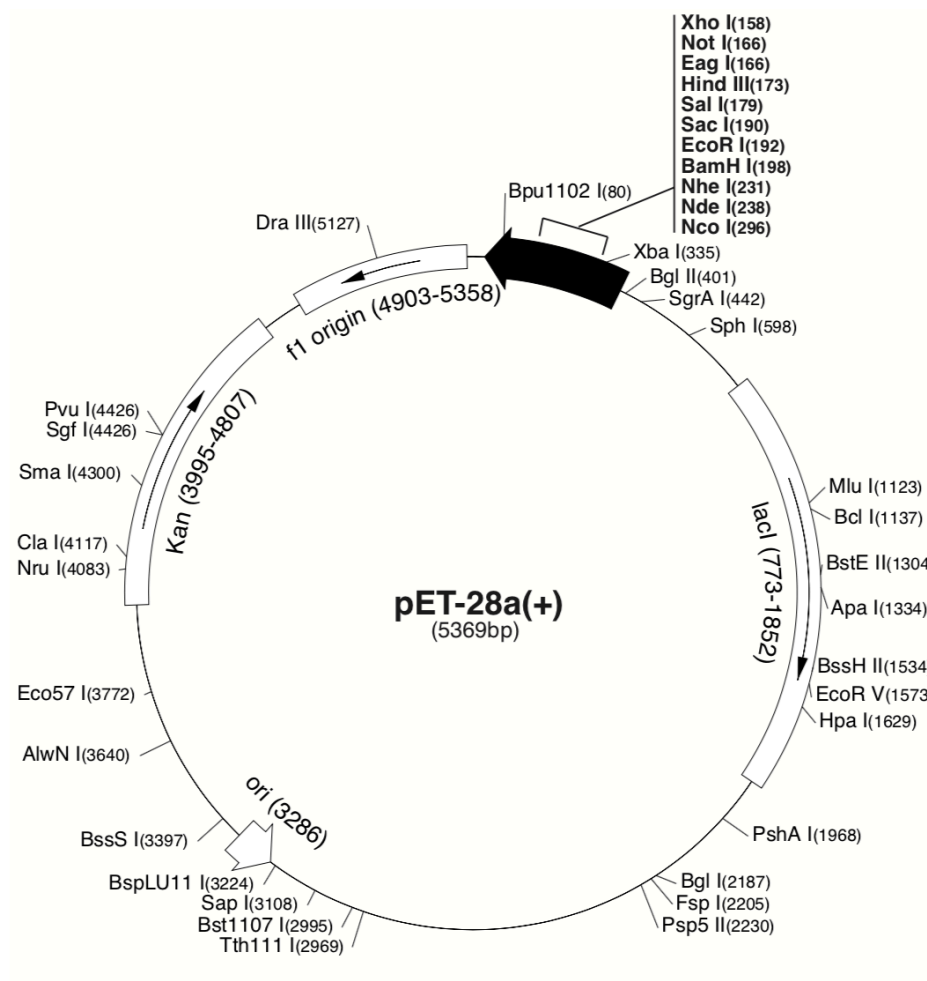 Xho I(158)
Not I(166)
Eag I(166)
Hind III(173)
Sal I(179)
Sac I(190)
EcoR I(192)
BamH I(198)
Nhe I(231)
Nde I(238)
Nco I(296)
Bpu1102 I(80)
Dra III(5127)
Xba I(335)
Bgl II(401)
SgrA I(442)
Sph I(598)
f1 origin (4903-5358)
Pvu I(4426)
Sgf I(4426)
Sma I(4300)
Kan (3995-4807)
Cla I(4117)
Nru I(4083)
Mlu I(1123)
Bcl I(1137)
BstE II(1304
Apa I(1334)
lacI (773-1852)
BssH II(1534
EcoR V(1573
Hpa I(1629)
pET-28a(+)
(5369bp)
Eco57 I(3772)
AlwN I(3640)
ori (3286)
BssS I(3397)
PshA I(1968)
BspLU11 I(3224)
Sap I(3108)
Bst1107 I(2995)
Tth111 I(2969)
Bgl I(2187)
Fsp I(2205)
Psp5 II(2230)